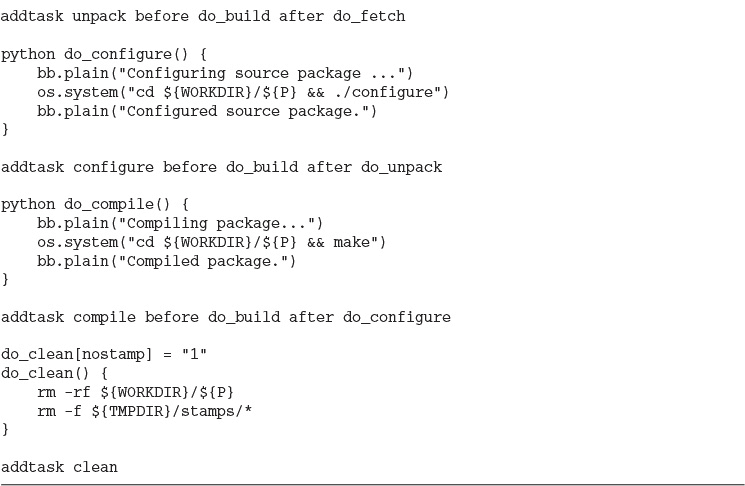 addtask unpack before do_build after do_fetch
python do_configure() {
    bb.plain("Configuring source package ...")
    os.system("cd ${WORKDIR}/${P} && ./configure")
    bb.plain("Configured source package.")
}
addtask configure before do_build after do_unpack
python do_compile() {
    bb.plain("Compiling package...")
    os.system("cd ${WORKDIR}/${P} && make")
    bb.plain("Compiled package.")
}
addtask compile before do_build after do_configure
do_clean[nostamp] = "1"
do_clean() {
    rm -rf ${WORKDIR}/${P}
    rm -f ${TMPDIR}/stamps/*
}
addtask clean